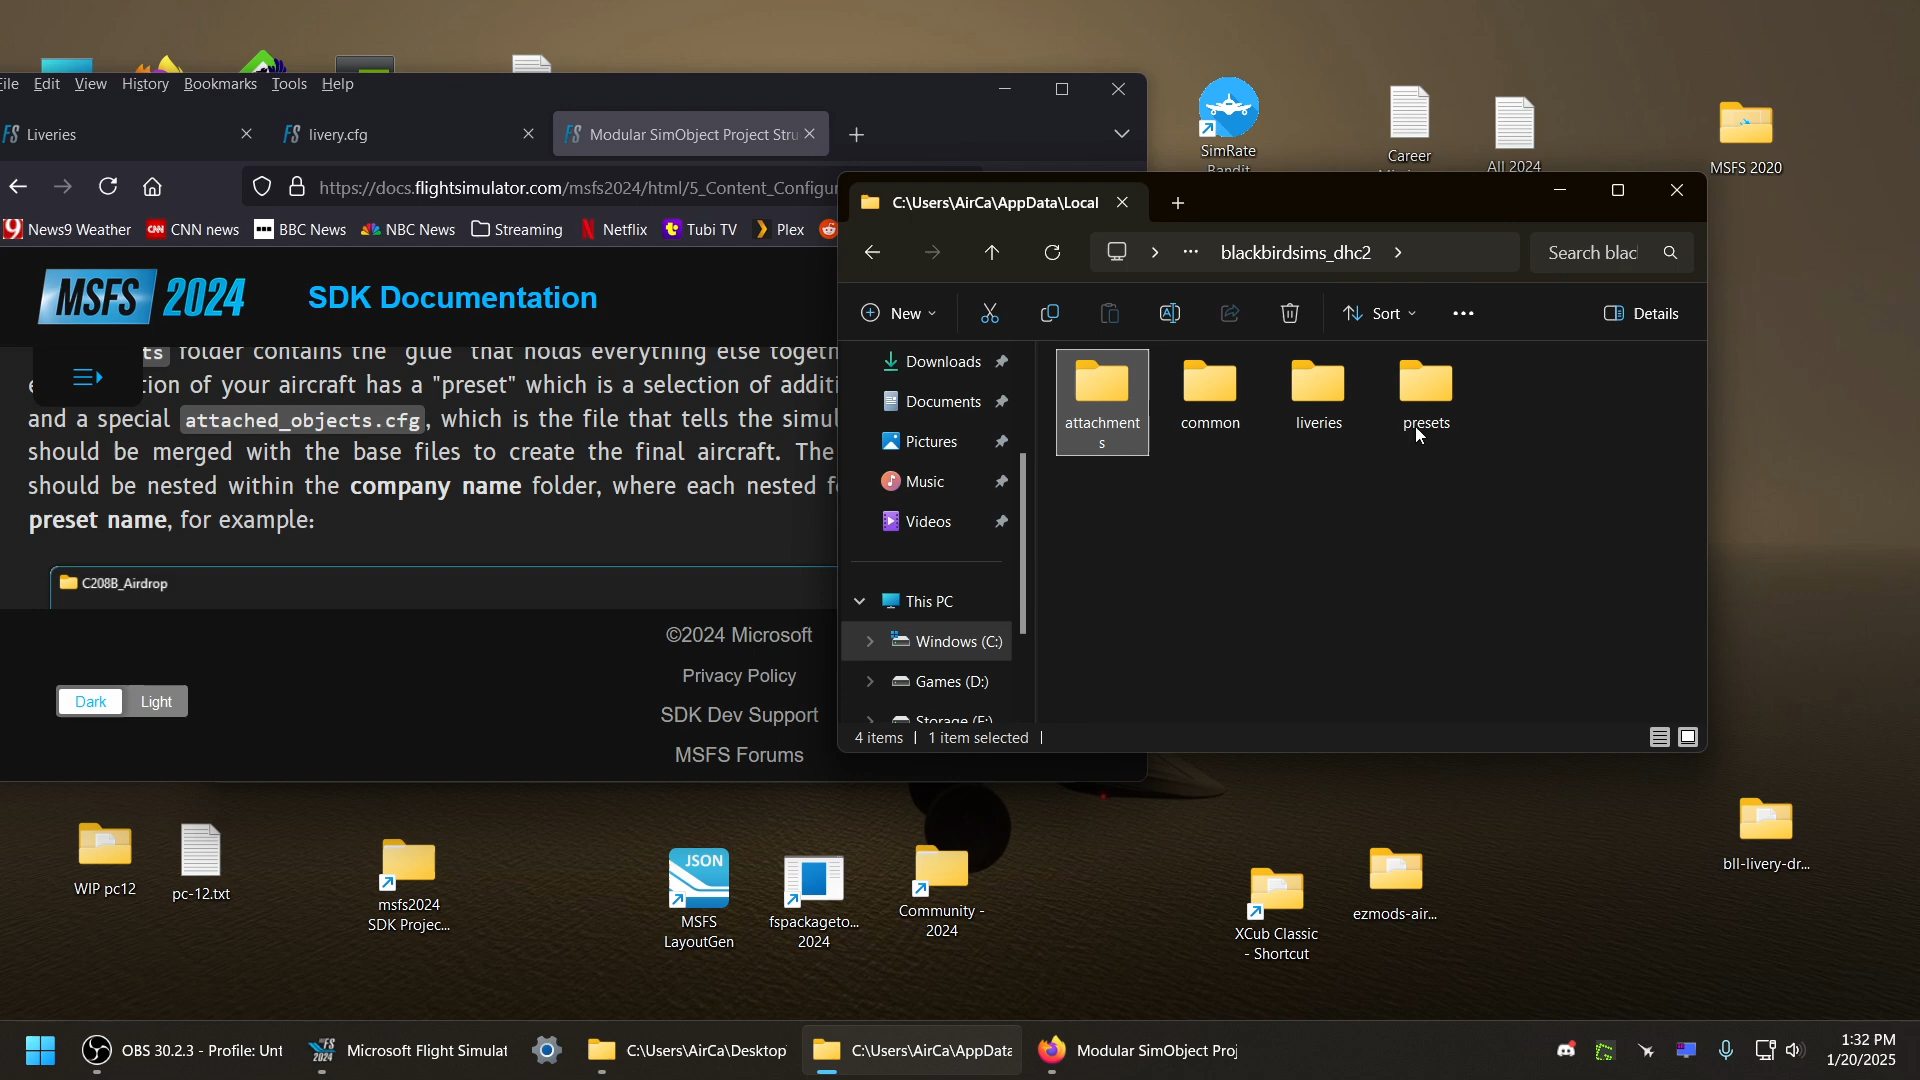 File Edit View History Bookmarks Tools Help
Liveries
livery.cfg
Modular SimObject Project Stru
https://docs.flightsimulator.com/msfs2024/html/5_Content_Configur
News9 Weather
CNN news
BBC News
NBC News
Streaming
Netflix
Tubi TV
Plex
MSFS 2024
SDK Documentation
ts folder contains the "glue" that holds everything else togeth
tion of your aircraft has a "preset" which is a selection of additi
and a special attached_objects.cfg, which is the file that tells the simul
should be merged with the base files to create the final aircraft. The
should be nested within the company name folder, where each nested f
preset name, for example:
C208B_Airdrop
Dark Light
©2024 Microsoft
Privacy Policy
SDK Dev Support
MSFS Forums
C:\Users\AirCa\AppData\Local
blackbirdsims_dhc2
Search blac
New
Sort
Details
Downloads
Documents
Pictures
Music
Videos
This PC
Windows (C:)
Games (D:)
Storage (E:)
attachment
s
common
liveries
presets
4 items
1 item selected
SimRate
Bandit
Career
All 2024
MSFS 2020
WIP pc12
pc-12.txt
msfs2024
SDK Projec...
JSON
MSFS
LayoutGen
fspackageto...
2024
Community -
2024
XCub Classic
- Shortcut
ezmods-air...
bll-livery-dr...
OBS 30.2.3 - Profile: Unt
2024
Microsoft Flight Simulat
C:\Users\AirCa\Desktop
C:\Users\AirCa\AppData
Modular SimObject Proj
1:32 PM
1/20/2025